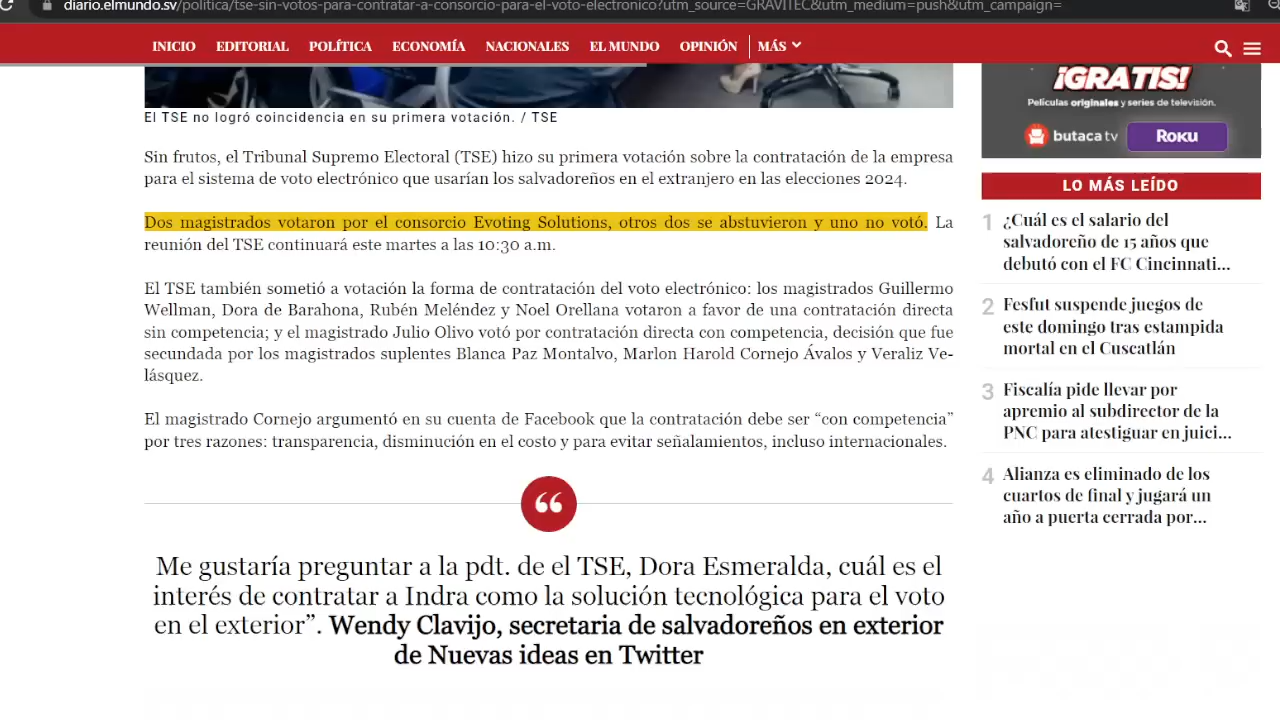 diario.elmundo.sv/politica/tse-sin-votos-para-contratar-a-consorcio-para-el-voto-electronico?utm_source=GRAVITEC&utm_medium=push&utm_campaign=
INICIO EDITORIAL POLÍTICA ECONOMÍA NACIONALES EL MUNDO OPINIÓN MÁS
El TSE no logró coincidencia en su primera votación. / TSE
Sin frutos, el Tribunal Supremo Electoral (TSE) hizo su primera votación sobre la contratación de la empresa
para el sistema de voto electrónico que usarían los salvadoreños en el extranjero en las elecciones 2024.
Dos magistrados votaron por el consorcio Evoting Solutions, otros dos se abstuvieron y uno no votó. La
reunión del TSE continuará este martes a las 10:30 a.m.
El TSE también sometió a votación la forma de contratación del voto electrónico: los magistrados Guillermo
Wellman, Dora de Barahona, Rubén Meléndez y Noel Orellana votaron a favor de una contratación directa
sin competencia; y el magistrado Julio Olivo votó por contratación directa con competencia, decisión que fue
secundada por los magistrados suplentes Blanca Paz Montalvo, Marlon Harold Cornejo Ávalos y Veraliz Ve-
lásquez.
El magistrado Cornejo argumentó en su cuenta de Facebook que la contratación debe ser “con competencia”
por tres razones: transparencia, disminución en el costo y para evitar señalamientos, incluso internacionales.
“
Me gustaría preguntar a la pdt. de el TSE, Dora Esmeralda, cuál es el
interés de contratar a Indra como la solución tecnológica para el voto
en el exterior”. Wendy Clavijo, secretaria de salvadoreños en exterior
de Nuevas ideas en Twitter
¡GRATIS!
Películas originales y series de televisión.
butaca tv Roku
LO MÁS LEÍDO
1 ¿Cuál es el salario del
salvadoreño de 15 años que
debutó con el FC Cincinnati...
2 Fesfut suspende juegos de
este domingo tras estampida
mortal en el Cuscatlán
3 Fiscalía pide llevar por
apremio al subdirector de la
PNC para atestiguar en juici...
4 Alianza es eliminado de los
cuartos de final y jugará un
año a puerta cerrada por...